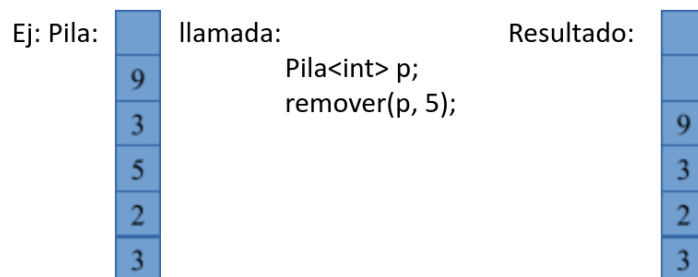 Ej: Pila:
llamada:
Resultado:
Pila<int> p;
remover(p, 5);
9
3
5
2
3
9
3
2
3